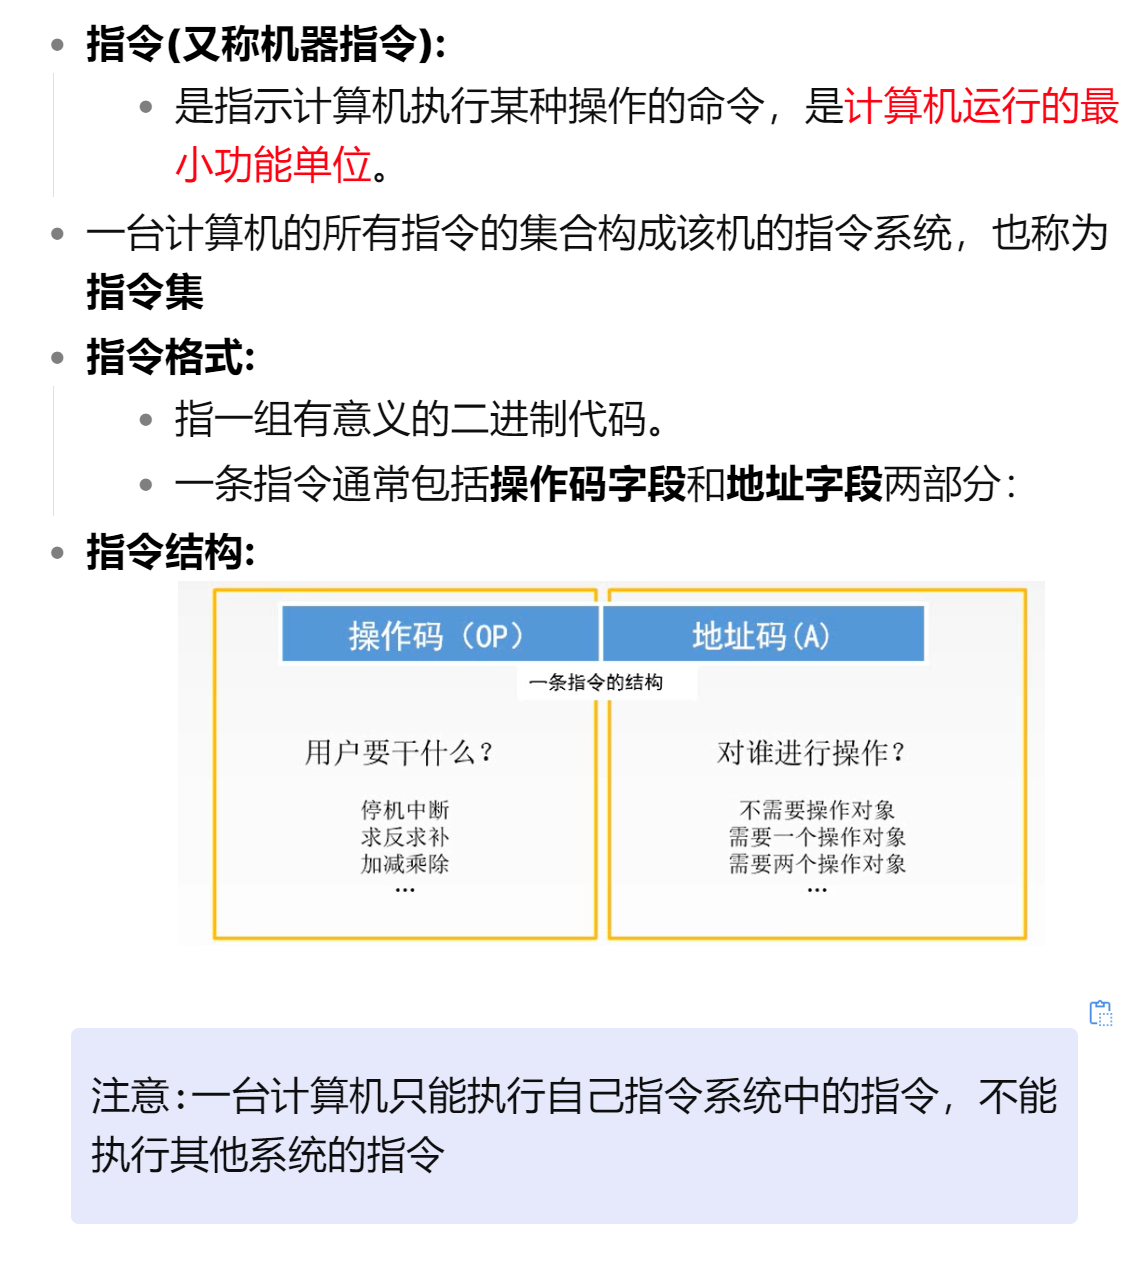 指令(又称机器指令):
是指示计算机执行某种操作的命令，是计算机运行的最
小功能单位。
一台计算机的所有指令的集合构成该机的指令系统，也称为
指令集
指令格式:
指一组有意义的二进制代码。
一条指令通常包括操作码字段和地址字段两部分：
指令结构:
操作码（OP）
地址码(A)
一条指令的结构
用户要干什么？
停机中断
求反求补
加减乘除
…
对谁进行操作？
不需要操作对象
需要一个操作对象
需要两个操作对象
…
注意:一台计算机只能执行自己指令系统中的指令，不能
执行其他系统的指令